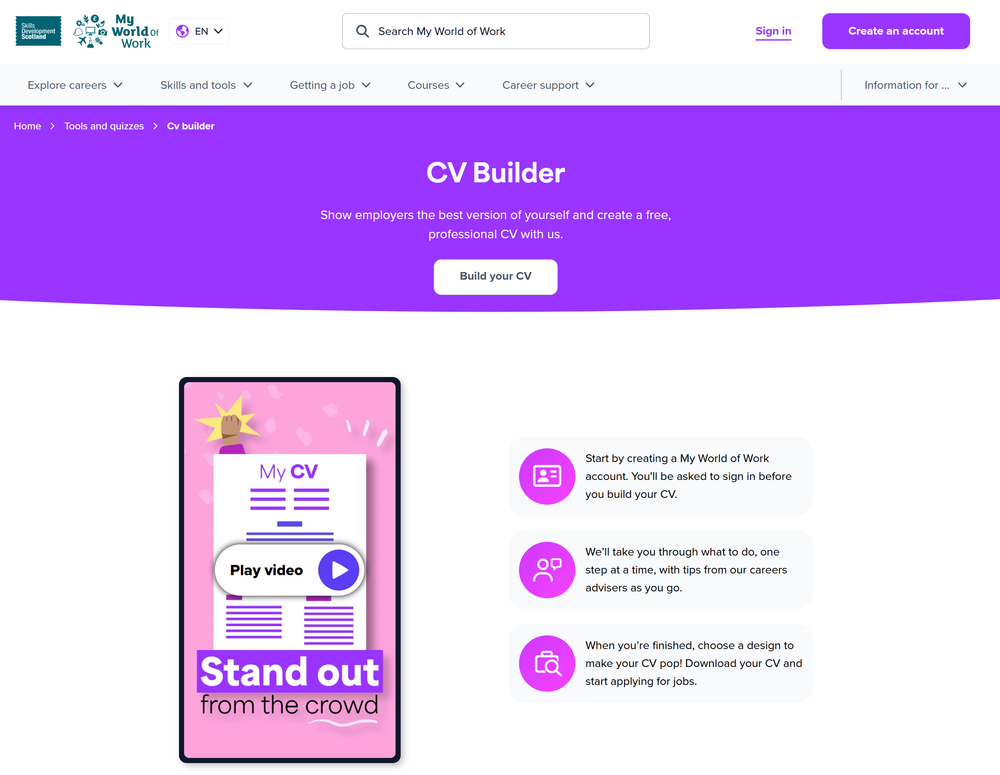 Skills
Development
Scotland
£
My
World Of
Work
EN
Search My World of Work
Sign in
Create an account
Explore careers
Skills and tools
Getting a job
Courses
Career support
Information for ...
Home
Tools and quizzes
Cv builder
CV Builder
Show employers the best version of yourself and create a free,
professional CV with us.
Build your CV
My CV
Play video
Stand out
from the crowd
Start by creating a My World of Work
account. You'll be asked to sign in before
you build your CV.
We’ll take you through what to do, one
step at a time, with tips from our careers
advisers as you go.
When you’re finished, choose a design to
make your CV pop! Download your CV and
start applying for jobs.